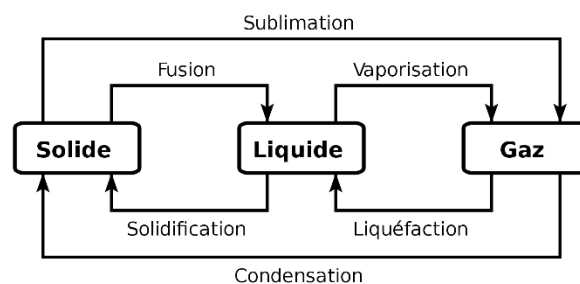 Sublimation
Fusion
Vaporisation
Solide
Liquide
Gaz
Solidification
Liquéfaction
Condensation